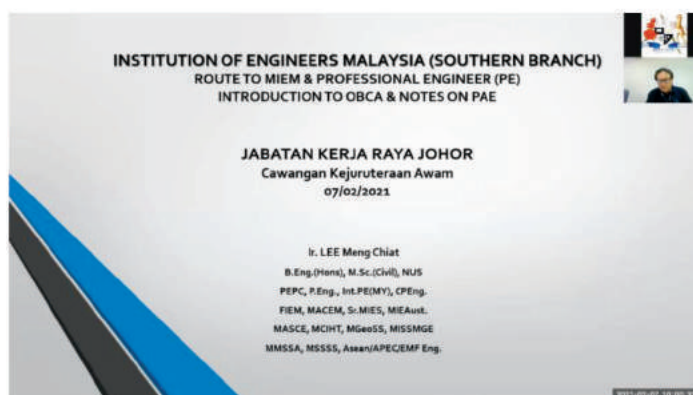 INSTITUTION OF ENGINEERS MALAYSIA (SOUTHERN BRANCH)
ROUTE TO MIEM & PROFESSIONAL ENGINEER (PE)
INTRODUCTION TO OBCA & NOTES ON PAE
JABATAN KERJA RAYA JOHOR
Cawangan Kejuruteraan Awam
07/02/2021
Ir. LEE Meng Chiat
B.Eng.(Hons), M.Sc.(Civil), NUS
PEPC, P.Eng., Int.PE(MY), CPEng.
FIEM, MACEM, Sr.MIES, MIEAust.
MASCE, MCIHT, MGeoSS, MISSMGE
MMSSA, MSSSS, Asean/APEC/EMF Eng.